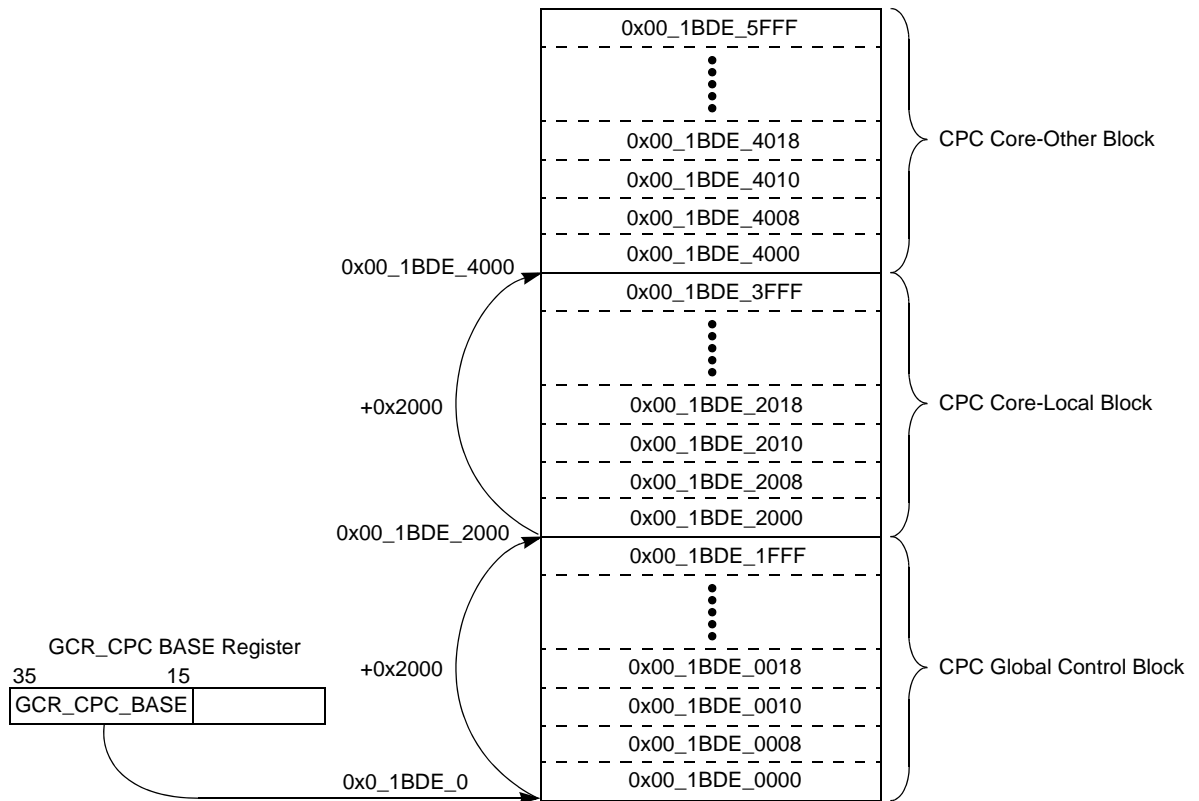 0x00_1BDE_5FFF
0x00_1BDE_4018
CPC Core-Other Block
0x00_1BDE_4010
0x00_1BDE_4008
0x00_1BDE_4000
0x00_1BDE_4000
0x00_1BDE_3FFF
+0x2000
0x00_1BDE_2018
CPC Core-Local Block
0x00_1BDE_2010
0x00_1BDE_2008
0x00_1BDE_2000
0x00_1BDE_2000
0x00_1BDE_1FFF
GCR_CPC BASE Register
35 15
GCR_CPC_BASE
+0x2000
0x00_1BDE_0018
CPC Global Control Block
0x00_1BDE_0010
0x00_1BDE_0008
0x0_1BDE_0
0x00_1BDE_0000